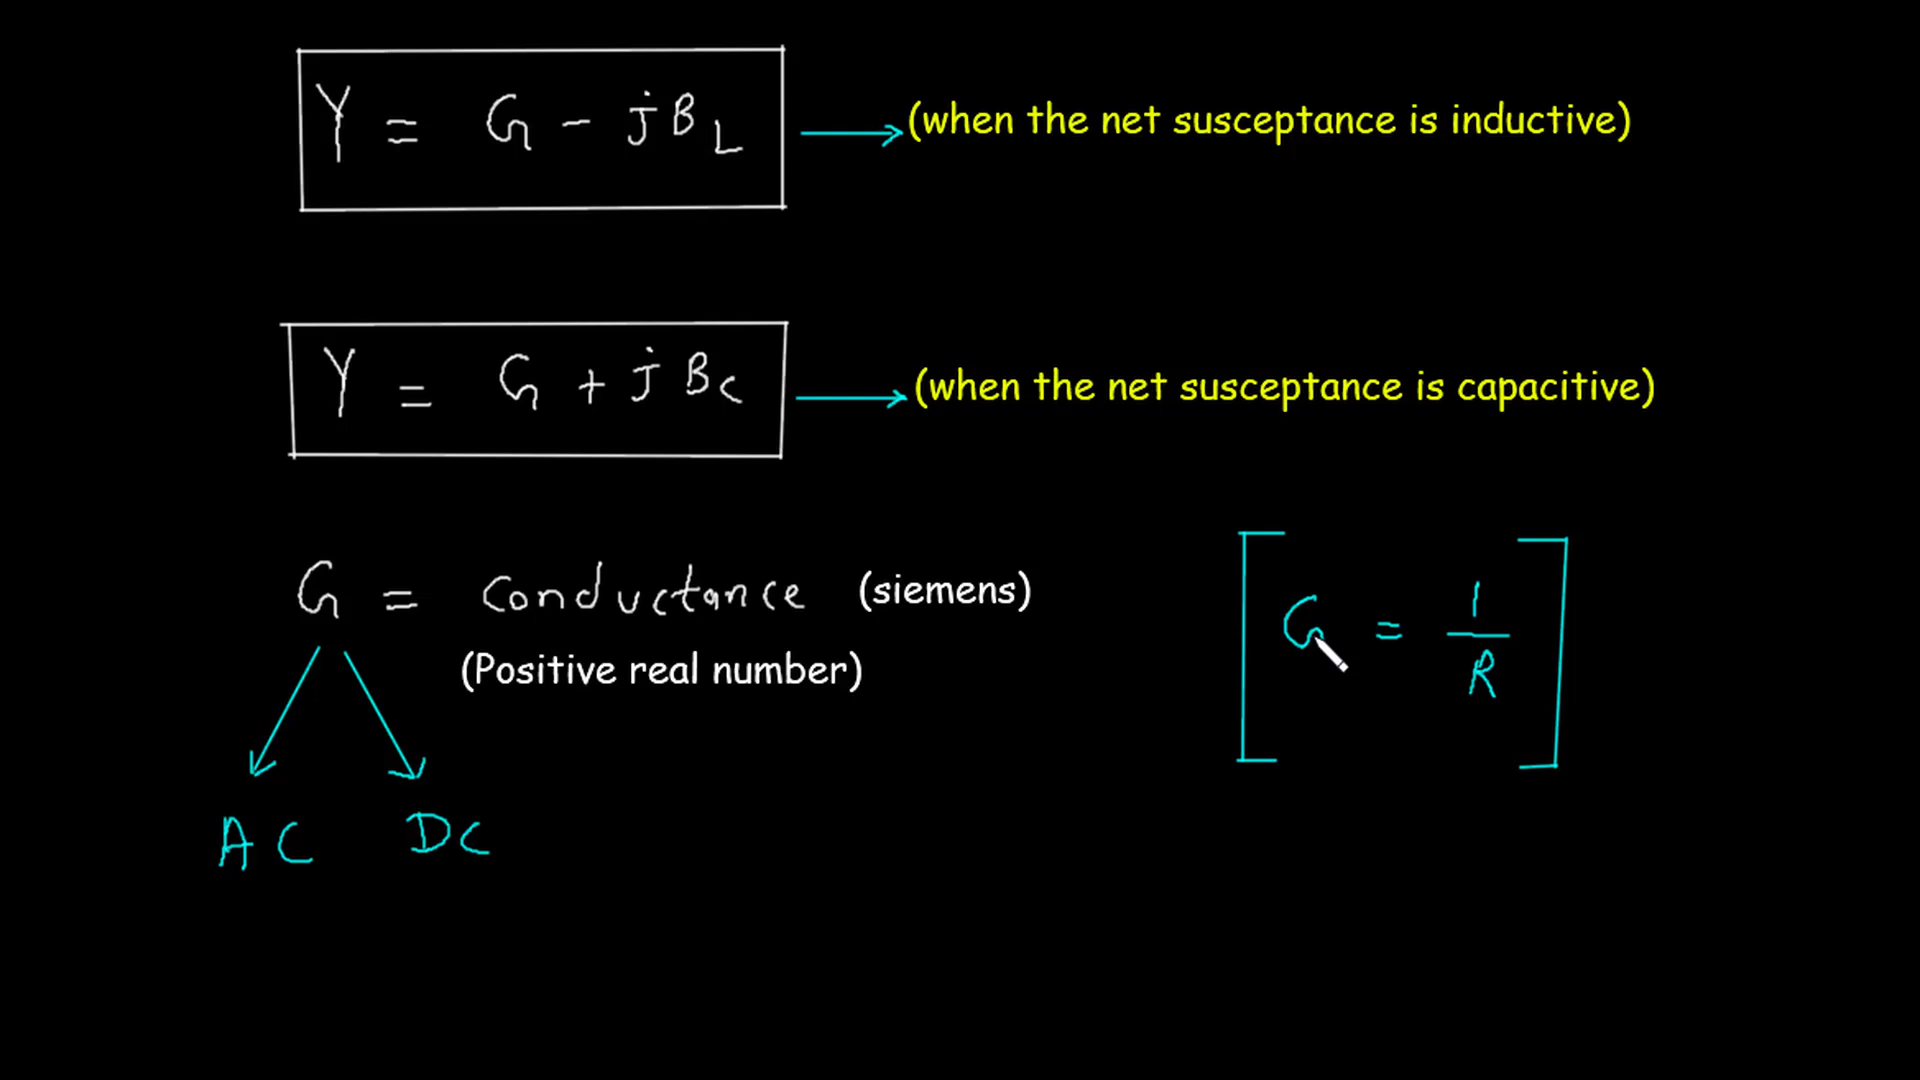 Y = G - jB_L (when the net susceptance is inductive)
Y = G + jB_C (when the net susceptance is capacitive)
G = Conductance (siemens)
(Positive real number)
AC DC
[G = 1/R]